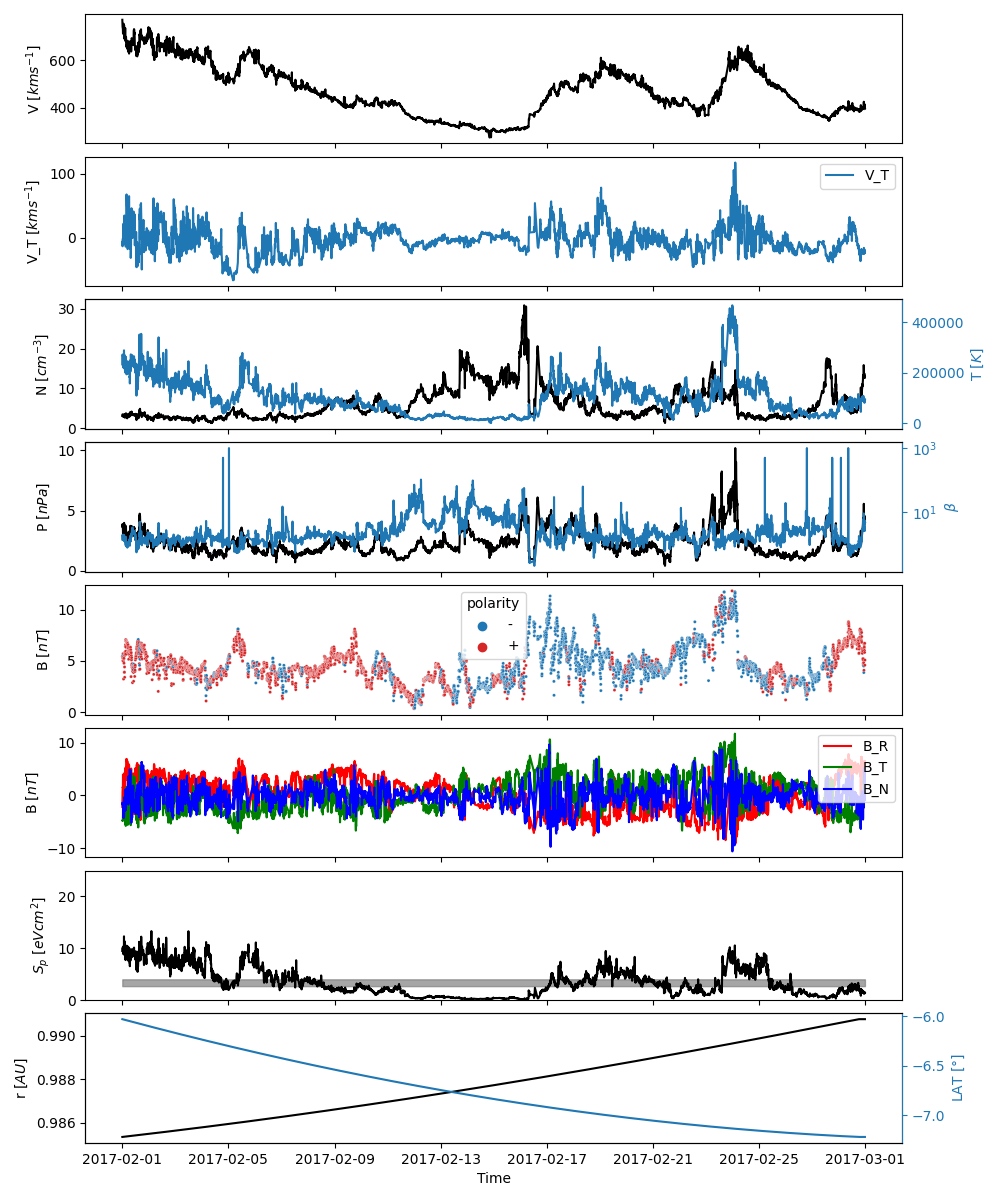 600
400
V [kms⁻¹]
100
0
V_T [kms⁻¹]
V_T
30
20
10
0
N [cm⁻³]
400000
200000
0
T [K]
10
5
0
P [nPa]
10³
10¹
β
10
5
0
B [nT]
polarity
-
+
10
0
−10
B [nT]
B_R
B_T
B_N
20
10
0
Sₚ [eVcm²]
0.990
0.988
0.986
r [AU]
−6.0
−6.5
−7.0
LAT [°]
2017-02-01 2017-02-05 2017-02-09 2017-02-13 2017-02-17 2017-02-21 2017-02-25 2017-03-01
Time